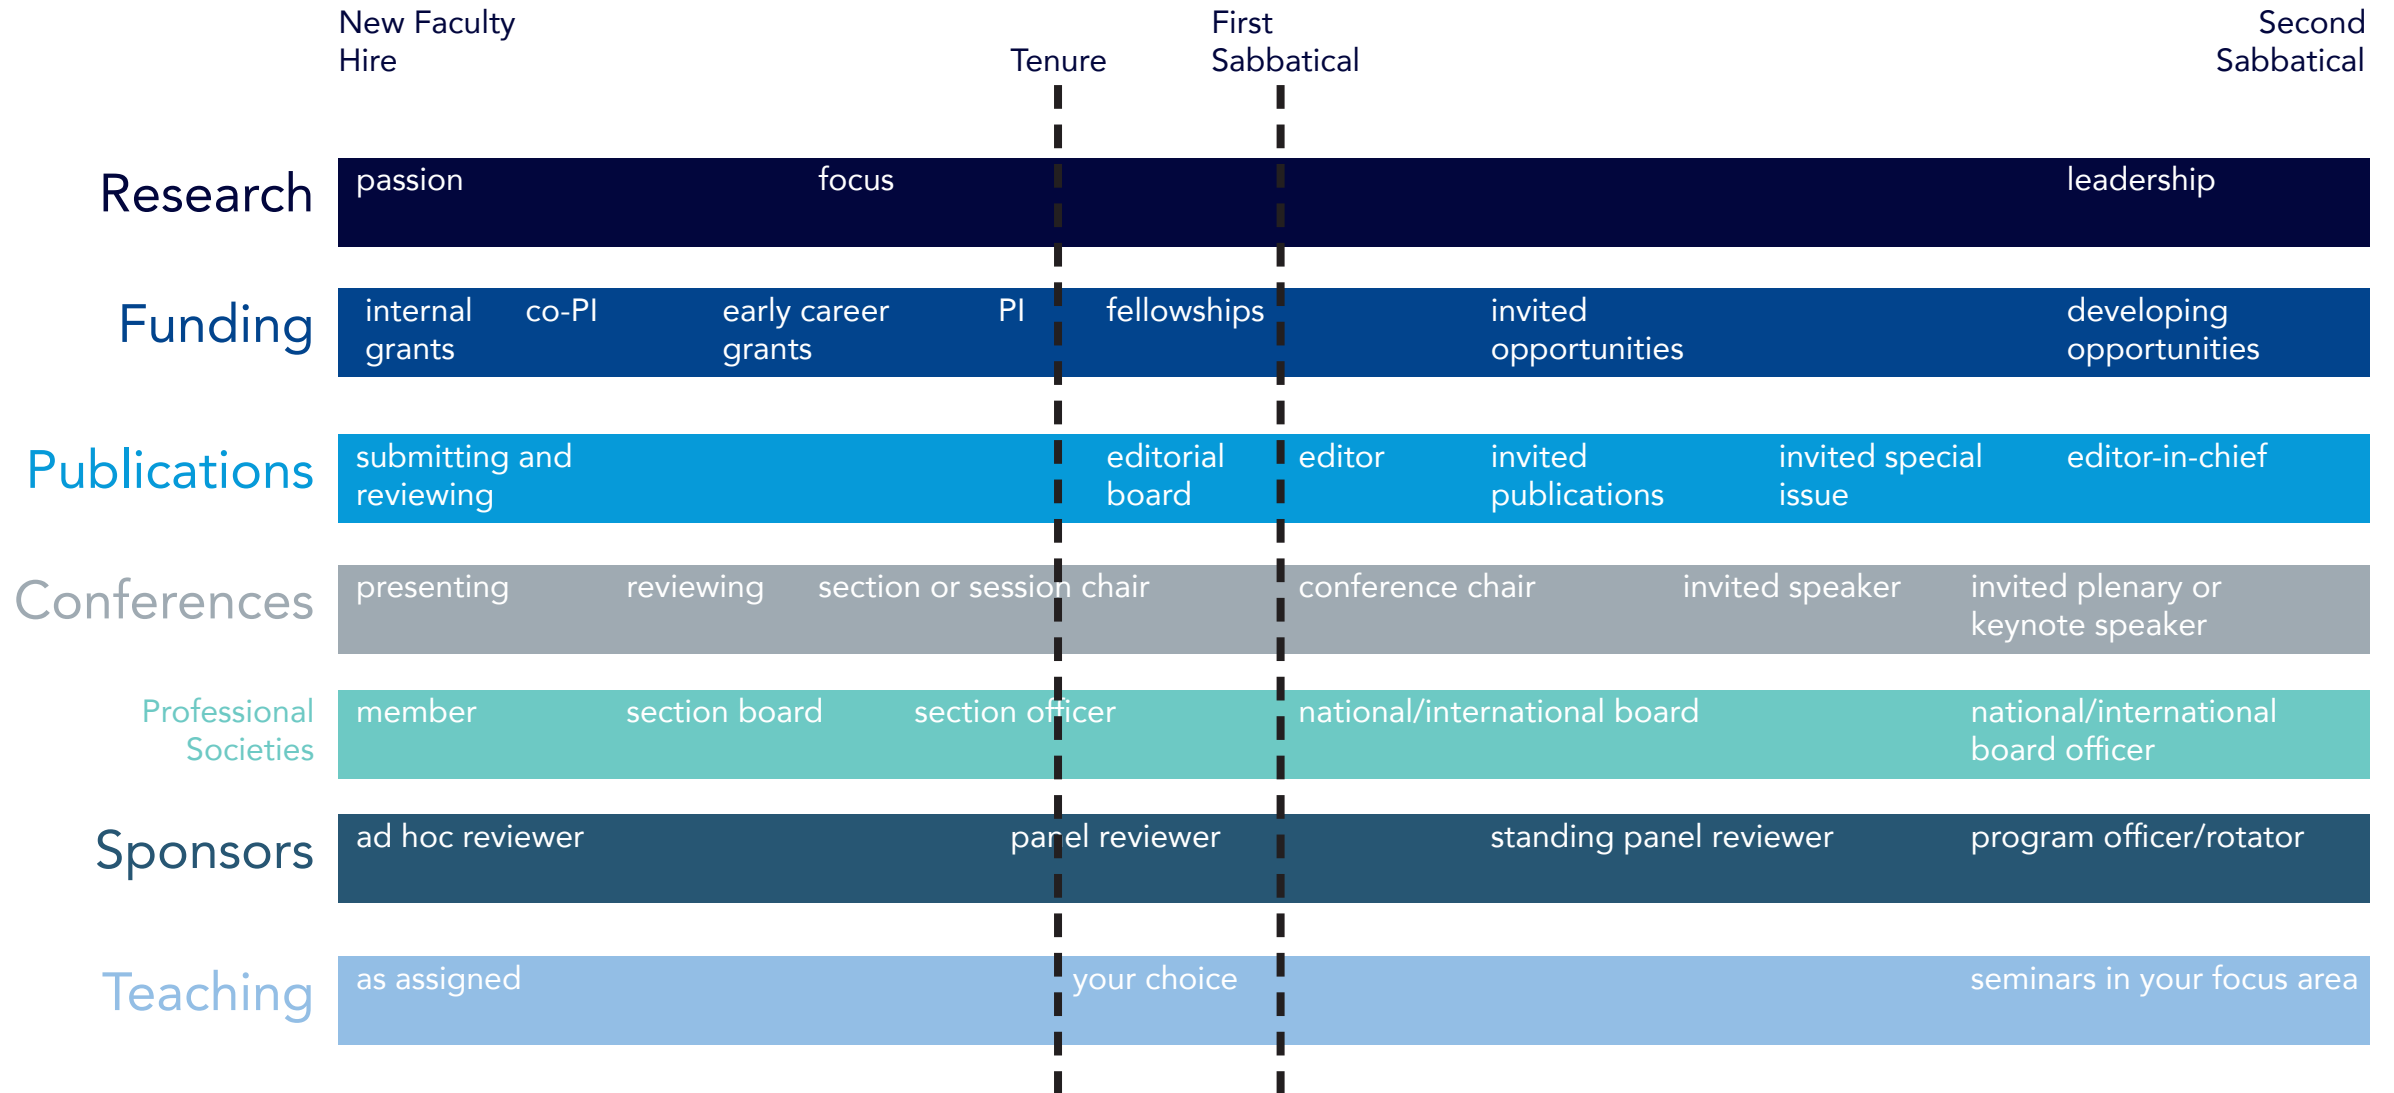 New Faculty
Hire
Tenure
First
Sabbatical
Second
Sabbatical
Research
passion
focus
leadership
Funding
internal
grants
co-PI
early career
grants
PI
fellowships
invited
opportunities
developing
opportunities
Publications
submitting and
reviewing
editorial
board
editor
invited
publications
invited special
issue
editor-in-chief
Conferences
presenting
reviewing
section or session chair
conference chair
invited speaker
invited plenary or
keynote speaker
Professional
Societies
member
section board
section officer
national/international board
national/international
board officer
Sponsors
ad hoc reviewer
panel reviewer
standing panel reviewer
program officer/rotator
Teaching
as assigned
your choice
seminars in your focus area